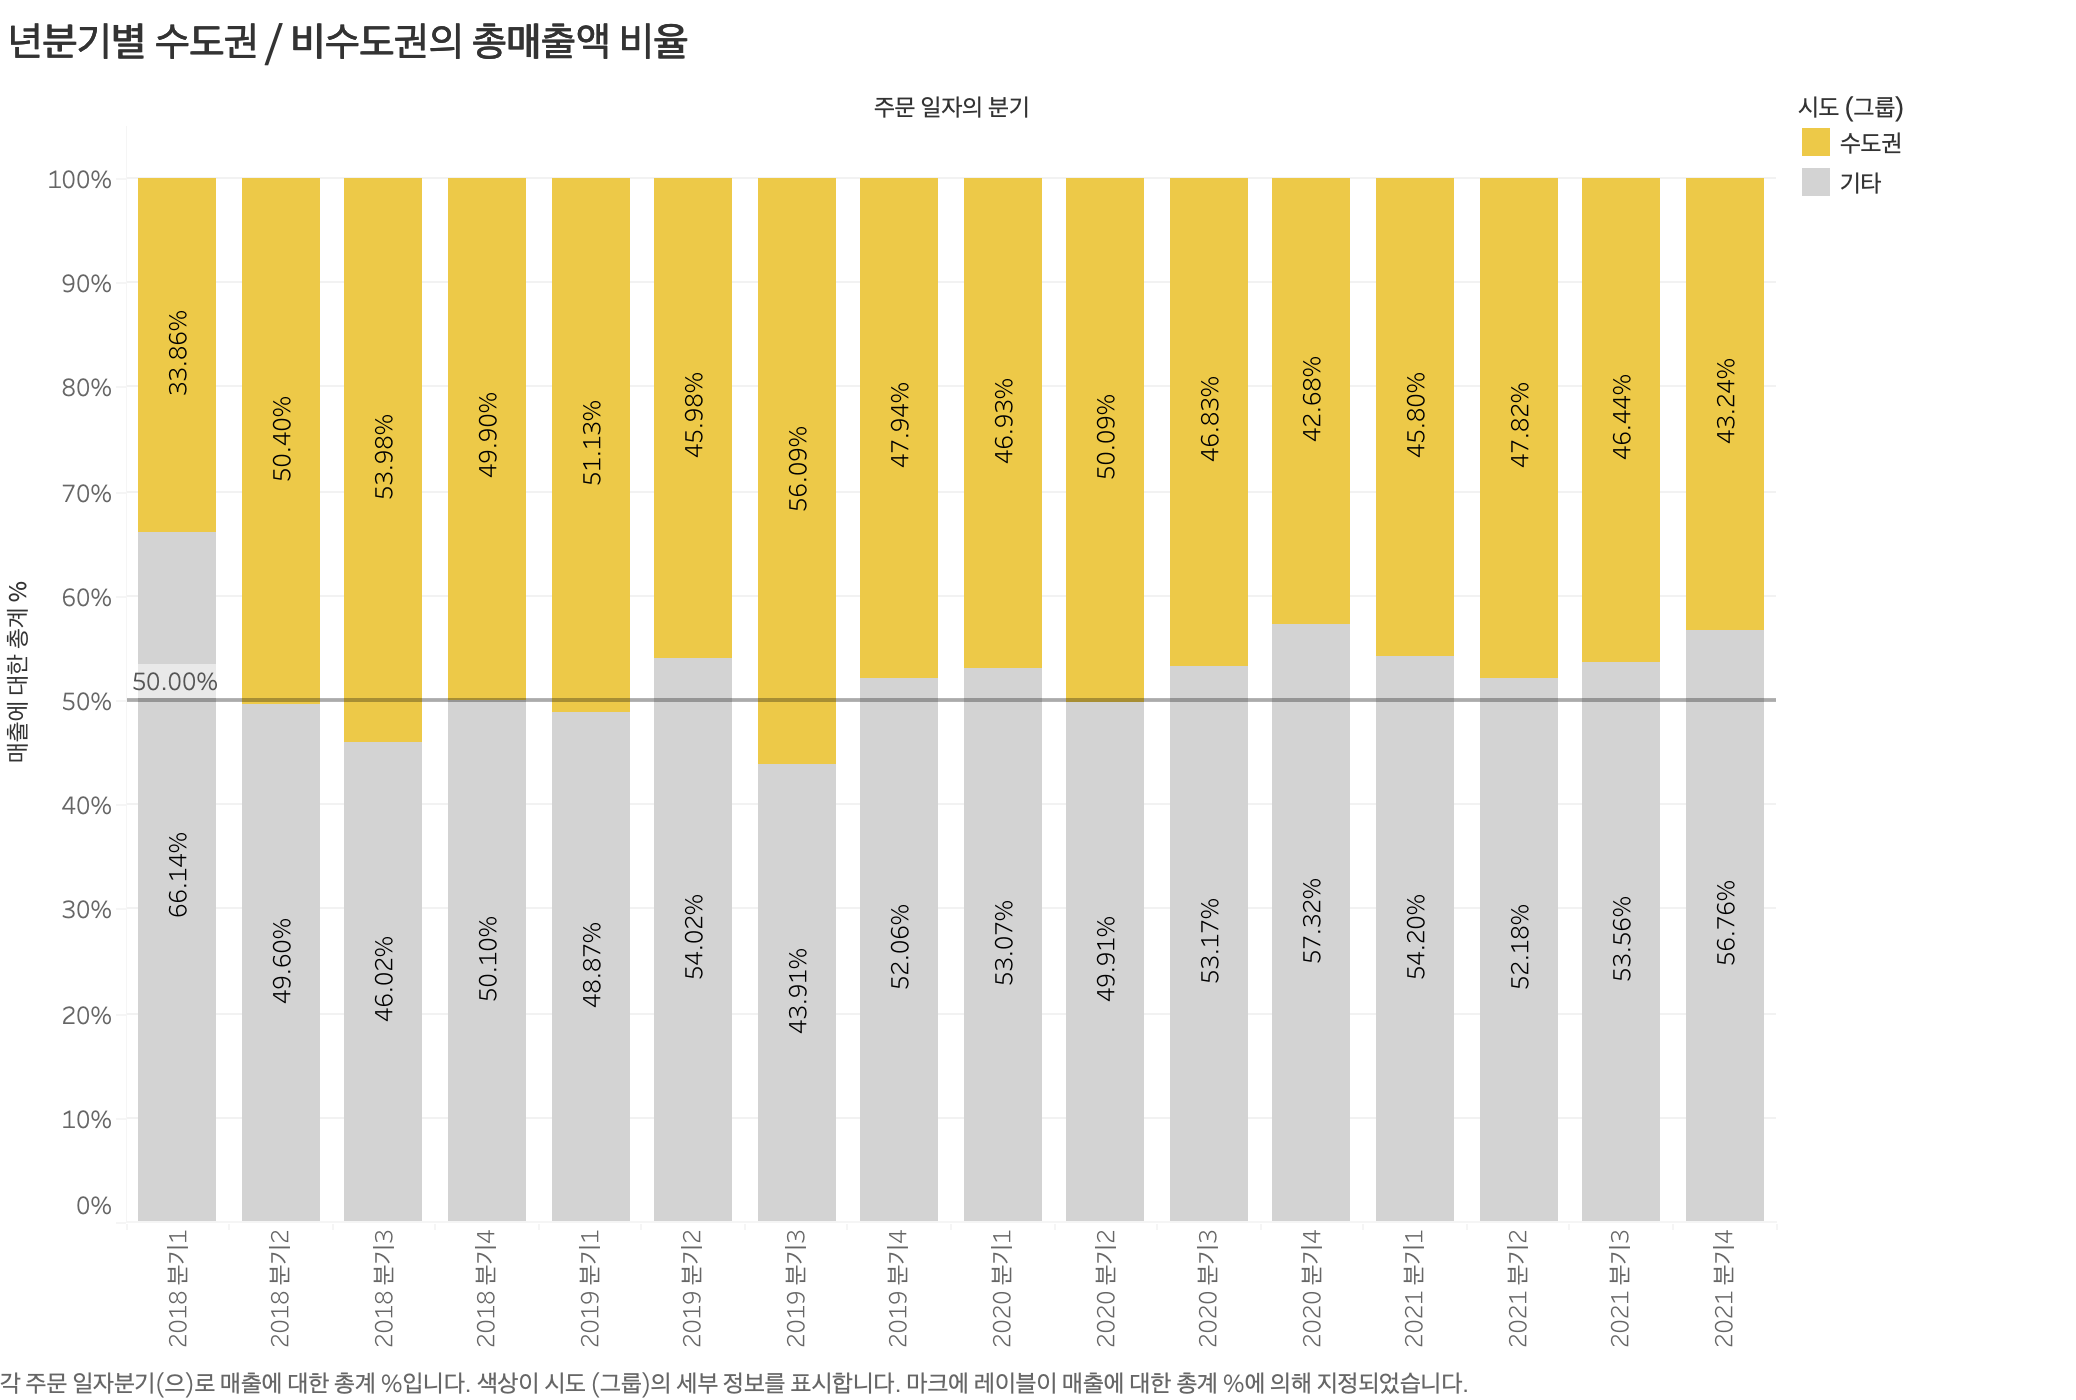 년분기별 수도권 / 비수도권의 총매출액 비율
주문 일자의 분기
시도 (그룹)
수도권
기타
매출에 대한 총계 %
100%
90%
80%
70%
60%
50%
40%
30%
20%
10%
0%
50.00%
33.86%
50.40%
53.98%
49.90%
51.13%
45.98%
56.09%
47.94%
46.93%
50.09%
46.83%
42.68%
45.80%
47.82%
46.44%
43.24%
66.14%
49.60%
46.02%
50.10%
48.87%
54.02%
43.91%
52.06%
53.07%
49.91%
53.17%
57.32%
54.20%
52.18%
53.56%
56.76%
2018 분기1
2018 분기2
2018 분기3
2018 분기4
2019 분기1
2019 분기2
2019 분기3
2019 분기4
2020 분기1
2020 분기2
2020 분기3
2020 분기4
2021 분기1
2021 분기2
2021 분기3
2021 분기4
각 주문 일자분기(으)로 매출에 대한 총계 %입니다. 색상이 시도 (그룹)의 세부 정보를 표시합니다. 마크에 레이블이 매출에 대한 총계 %에 의해 지정되었습니다.